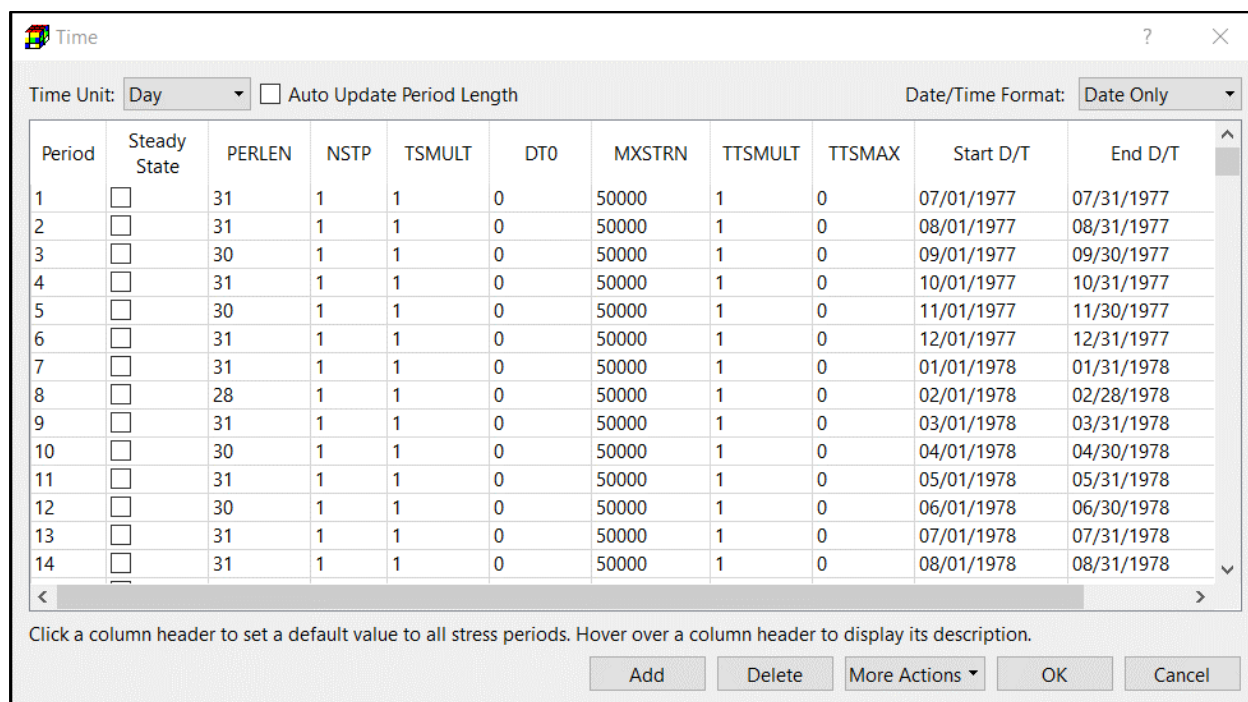 Time
Time Unit: Day Auto Update Period Length Date/Time Format: Date Only
Period Steady State PERLEN NSTP TSMULT DT0 MXSTRN TTSMULT TTSMAX Start D/T End D/T
1 31 1 1 0 50000 1 0 07/01/1977 07/31/1977
2 31 1 1 0 50000 1 0 08/01/1977 08/31/1977
3 30 1 1 0 50000 1 0 09/01/1977 09/30/1977
4 31 1 1 0 50000 1 0 10/01/1977 10/31/1977
5 30 1 1 0 50000 1 0 11/01/1977 11/30/1977
6 31 1 1 0 50000 1 0 12/01/1977 12/31/1977
7 31 1 1 0 50000 1 0 01/01/1978 01/31/1978
8 28 1 1 0 50000 1 0 02/01/1978 02/28/1978
9 31 1 1 0 50000 1 0 03/01/1978 03/31/1978
10 30 1 1 0 50000 1 0 04/01/1978 04/30/1978
11 31 1 1 0 50000 1 0 05/01/1978 05/31/1978
12 30 1 1 0 50000 1 0 06/01/1978 06/30/1978
13 31 1 1 0 50000 1 0 07/01/1978 07/31/1978
14 31 1 1 0 50000 1 0 08/01/1978 08/31/1978
Click a column header to set a default value to all stress periods. Hover over a column header to display its description.
Add Delete More Actions OK Cancel